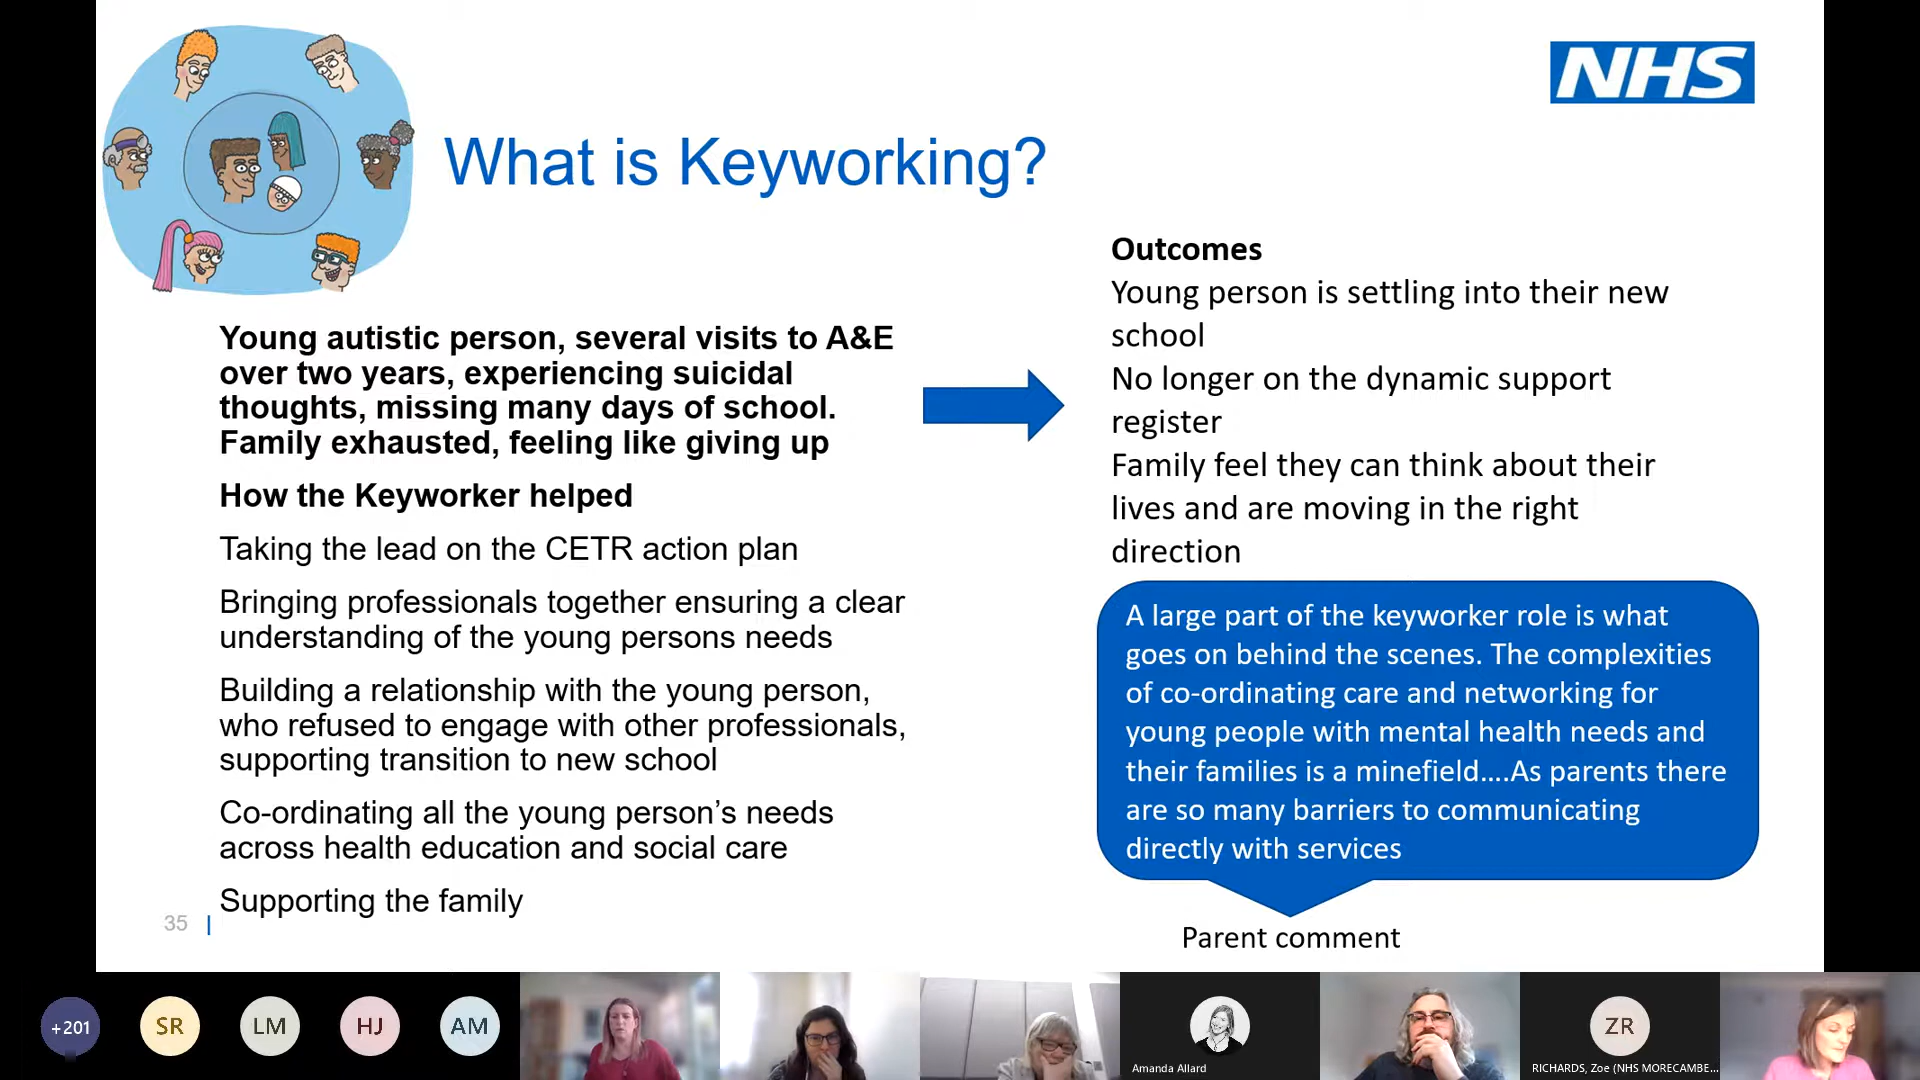 NHS
What is Keyworking?
Young autistic person, several visits to A&E
over two years, experiencing suicidal
thoughts, missing many days of school.
Family exhausted, feeling like giving up
How the Keyworker helped
Taking the lead on the CETR action plan
Bringing professionals together ensuring a clear
understanding of the young persons needs
Building a relationship with the young person,
who refused to engage with other professionals,
supporting transition to new school
Co-ordinating all the young person’s needs
across health education and social care
Supporting the family
35
Outcomes
Young person is settling into their new
school
No longer on the dynamic support
register
Family feel they can think about their
lives and are moving in the right
direction
A large part of the keyworker role is what
goes on behind the scenes. The complexities
of co-ordinating care and networking for
young people with mental health needs and
their families is a minefield....As parents there
are so many barriers to communicating
directly with services
Parent comment
+201
SR
LM
HJ
AM
Amanda Allard
ZR
RICHARDS, Zoe (NHS MORECAMBE...